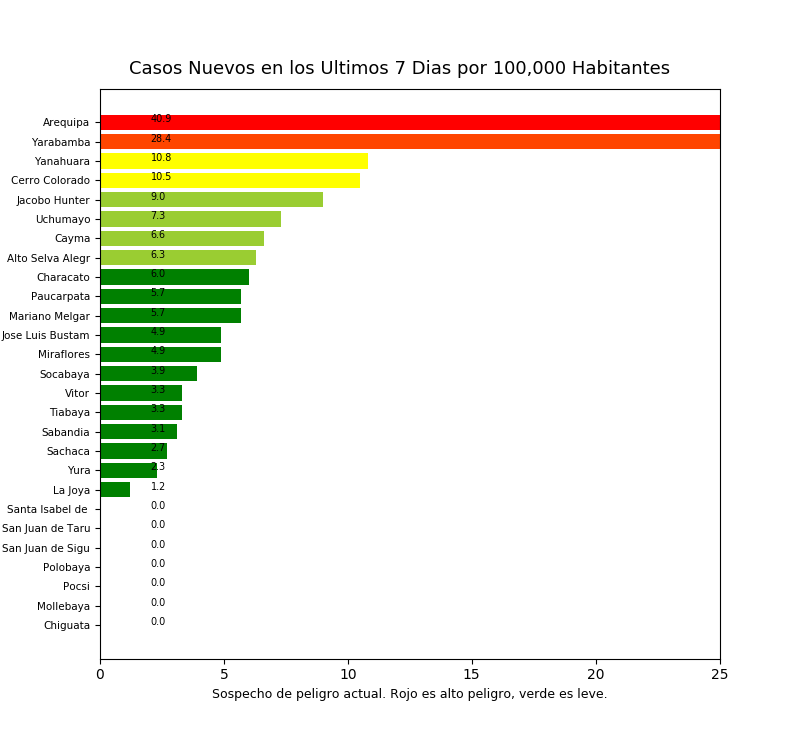 Casos Nuevos en los Ultimos 7 Dias por 100,000 Habitantes
Arequipa 40.9
Yarabamba 28.4
Yanahuara 10.8
Cerro Colorado 10.5
Jacobo Hunter 9.0
Uchumayo 7.3
Cayma 6.6
Alto Selva Alegr 6.3
Characato 6.0
Paucarpata 5.7
Mariano Melgar 5.7
Jose Luis Bustam 4.9
Miraflores 4.9
Socabaya 3.9
Vitor 3.3
Tiabaya 3.3
Sabandia 3.1
Sachaca 2.7
Yura 2.3
La Joya 1.2
Santa Isabel de 0.0
San Juan de Taru 0.0
San Juan de Sigu 0.0
Polobaya 0.0
Pocsi 0.0
Mollebaya 0.0
Chiguata 0.0
0 5 10 15 20 25
Sospecho de peligro actual. Rojo es alto peligro, verde es leve.